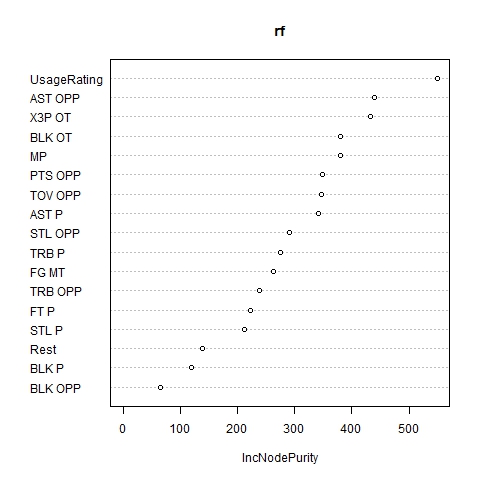 rf
UsageRating
AST OPP
X3P OT
BLK OT
MP
PTS OPP
TOV OPP
AST P
STL OPP
TRB P
FG MT
TRB OPP
FT P
STL P
Rest
BLK P
BLK OPP
0 100 200 300 400 500
IncNodePurity